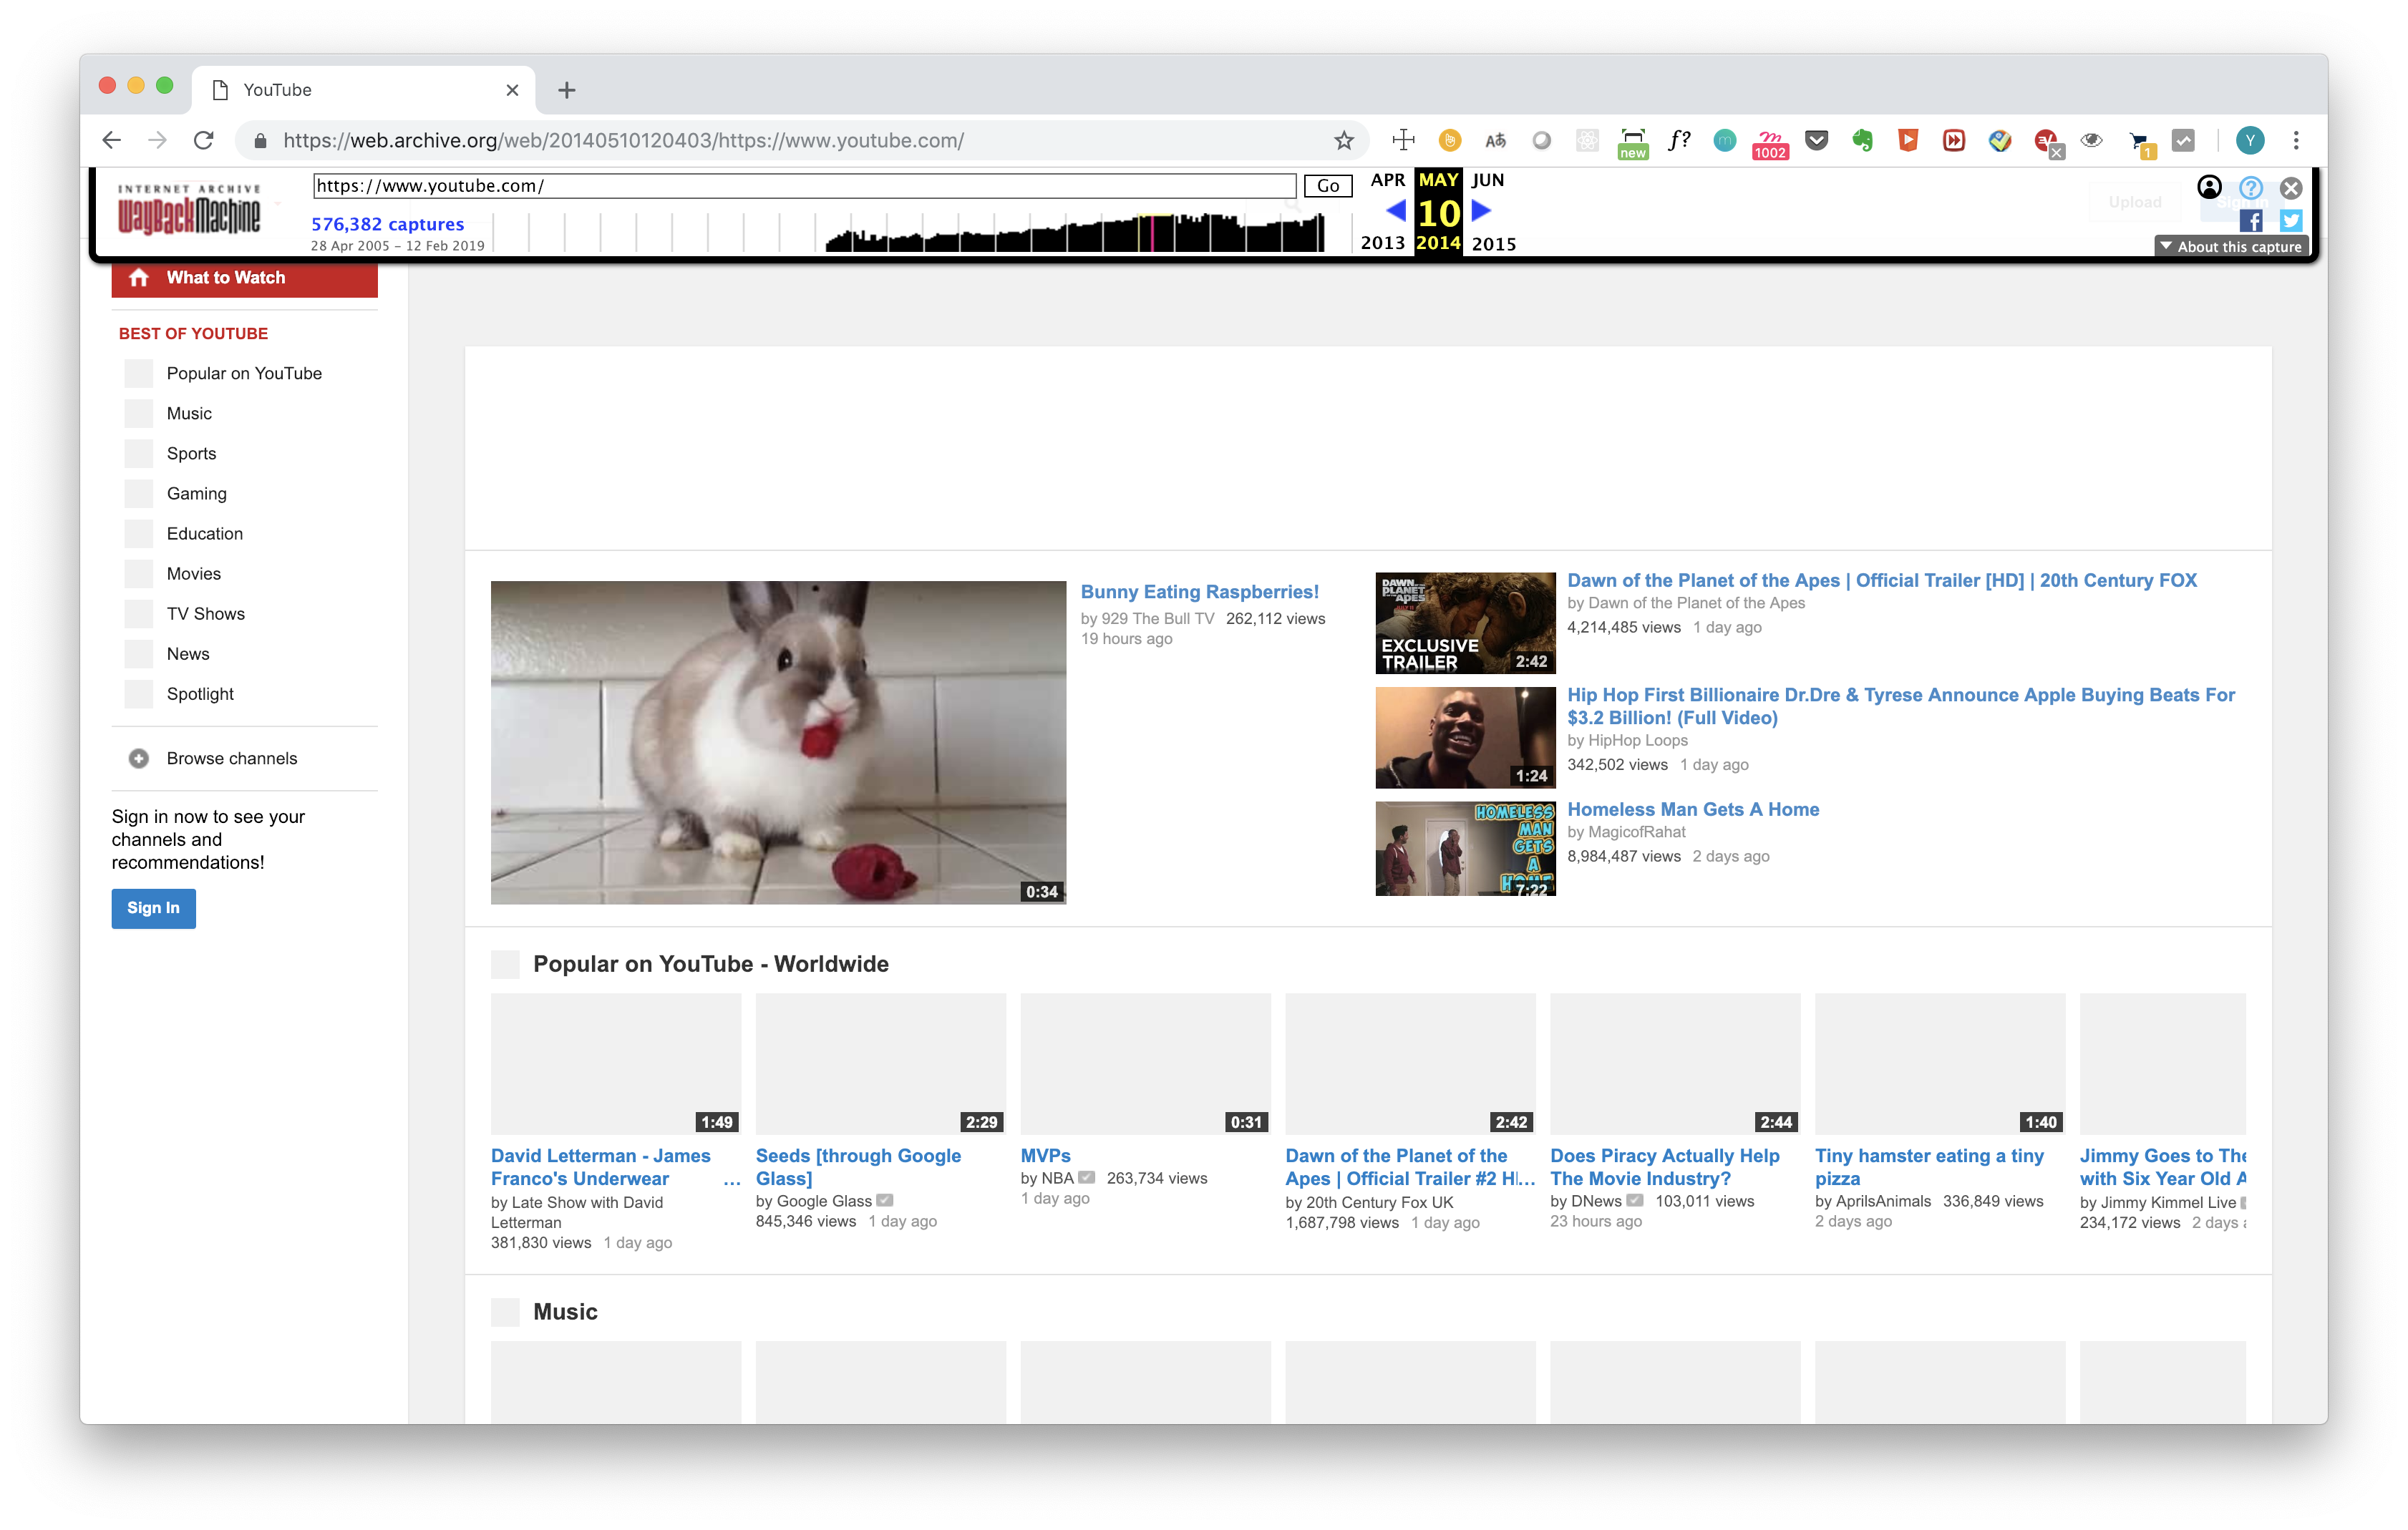 YouTube
https://web.archive.org/web/20140510120403/https://www.youtube.com/
new
f?
m
1002
1
Y
INTERNET ARCHIVE
WayBackMachine
https://www.youtube.com/
Go
576,382 captures
28 Apr 2005 – 12 Feb 2019
APR MAY JUN
10
2013 2014 2015
Upload
Sign In
About this capture
What to Watch
BEST OF YOUTUBE
Popular on YouTube
Music
Sports
Gaming
Education
Movies
TV Shows
News
Spotlight
Browse channels
Sign in now to see your
channels and
recommendations!
Sign In
0:34
Bunny Eating Raspberries!
by 929 The Bull TV 262,112 views
19 hours ago
DAWN OF THE
PLANET OF THE
APES
EXCLUSIVE
TRAILER
2:42
Dawn of the Planet of the Apes | Official Trailer [HD] | 20th Century FOX
by Dawn of the Planet of the Apes
4,214,485 views 1 day ago
1:24
Hip Hop First Billionaire Dr.Dre & Tyrese Announce Apple Buying Beats For
$3.2 Billion! (Full Video)
by HipHop Loops
342,502 views 1 day ago
HOMELESS
MAN
GETS
A
HOME
7:22
Homeless Man Gets A Home
by MagicofRahat
8,984,487 views 2 days ago
Popular on YouTube - Worldwide
1:49
David Letterman - James
Franco's Underwear ...
by Late Show with David
Letterman
381,830 views 1 day ago
2:29
Seeds [through Google
Glass]
by Google Glass
845,346 views 1 day ago
0:31
MVPs
by NBA 263,734 views
1 day ago
2:42
Dawn of the Planet of the
Apes | Official Trailer #2 H...
by 20th Century Fox UK
1,687,798 views 1 day ago
2:44
Does Piracy Actually Help
The Movie Industry?
by DNews 103,011 views
23 hours ago
1:40
Tiny hamster eating a tiny
pizza
by AprilsAnimals 336,849 views
2 days ago
Jimmy Goes to The
with Six Year Old A
by Jimmy Kimmel Live
234,172 views 2 days a
Music